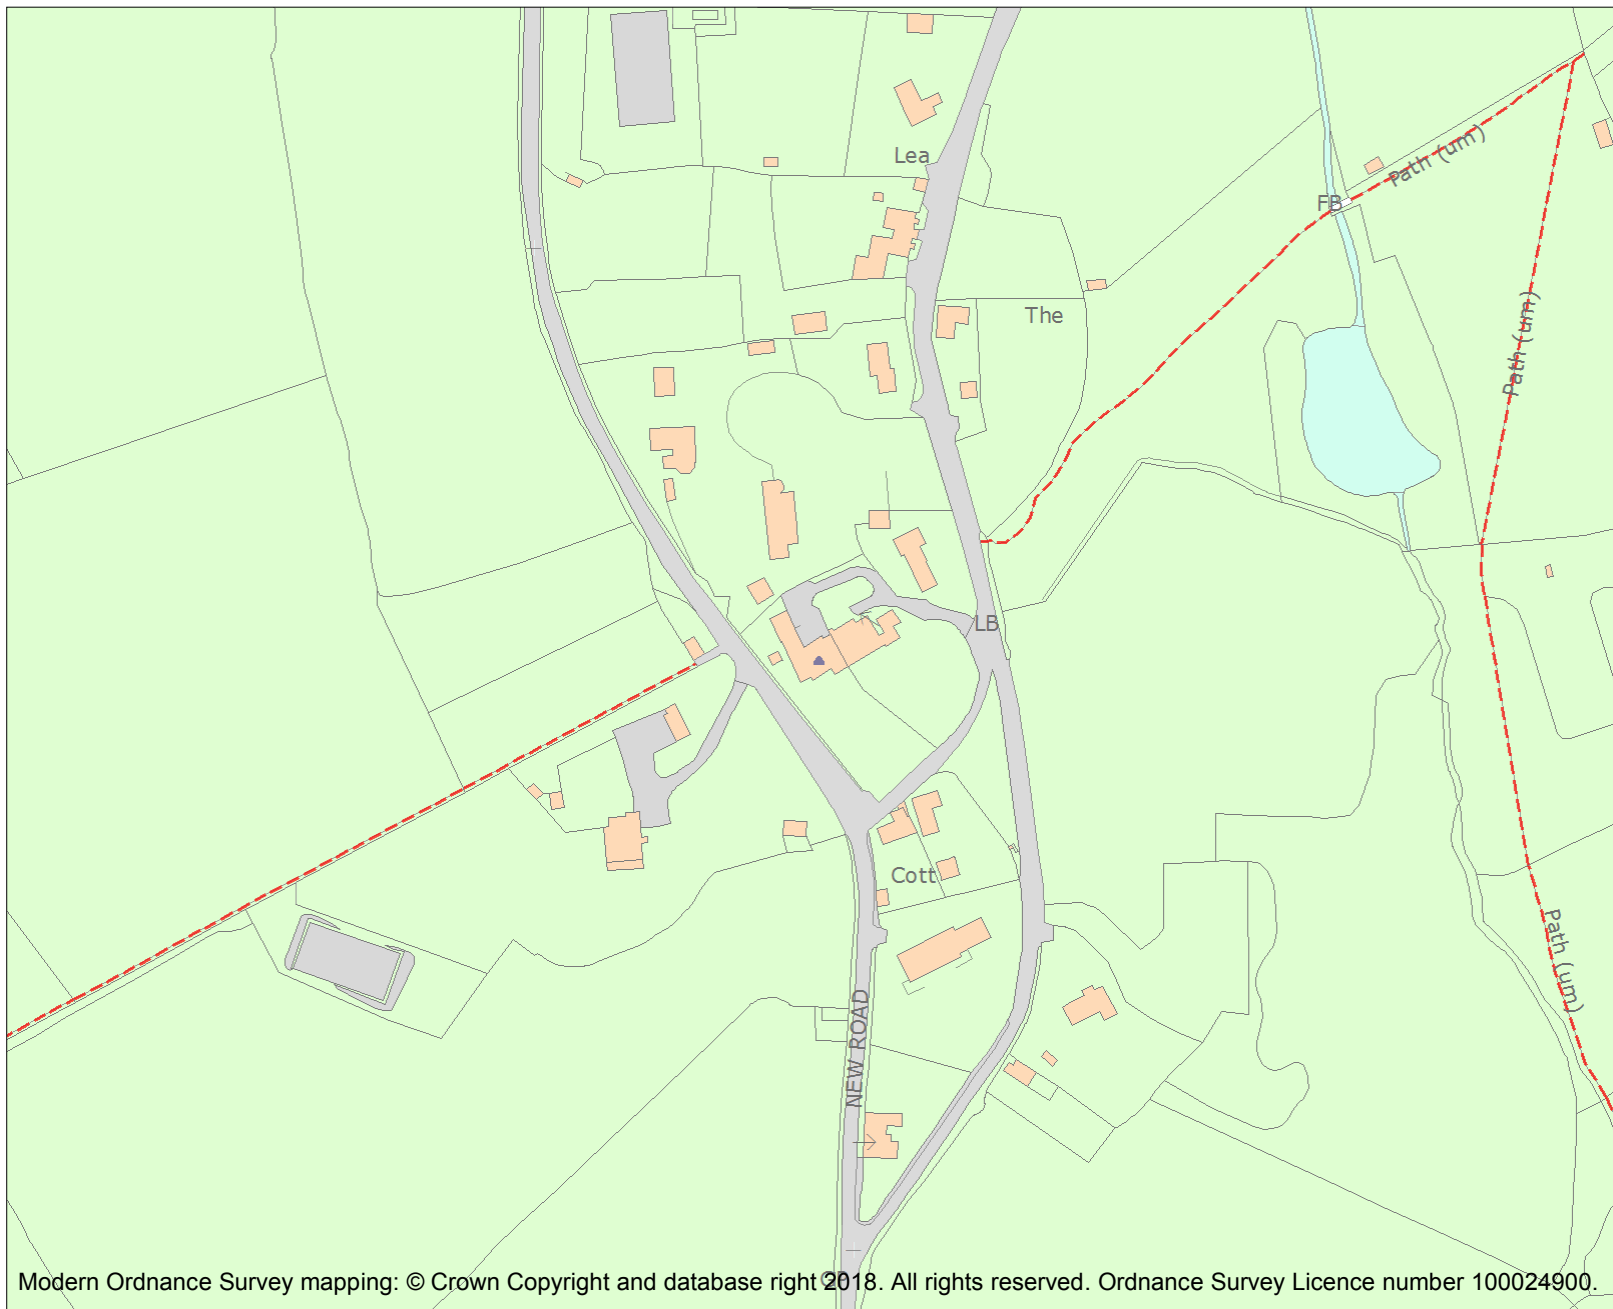 Path (um)
Lea
FB
The
Path (um)
LB
Cott
Path (um)
NEW ROAD
Modern Ordnance Survey mapping: © Crown Copyright and database right 2018. All rights reserved. Ordnance Survey Licence number 100024900.